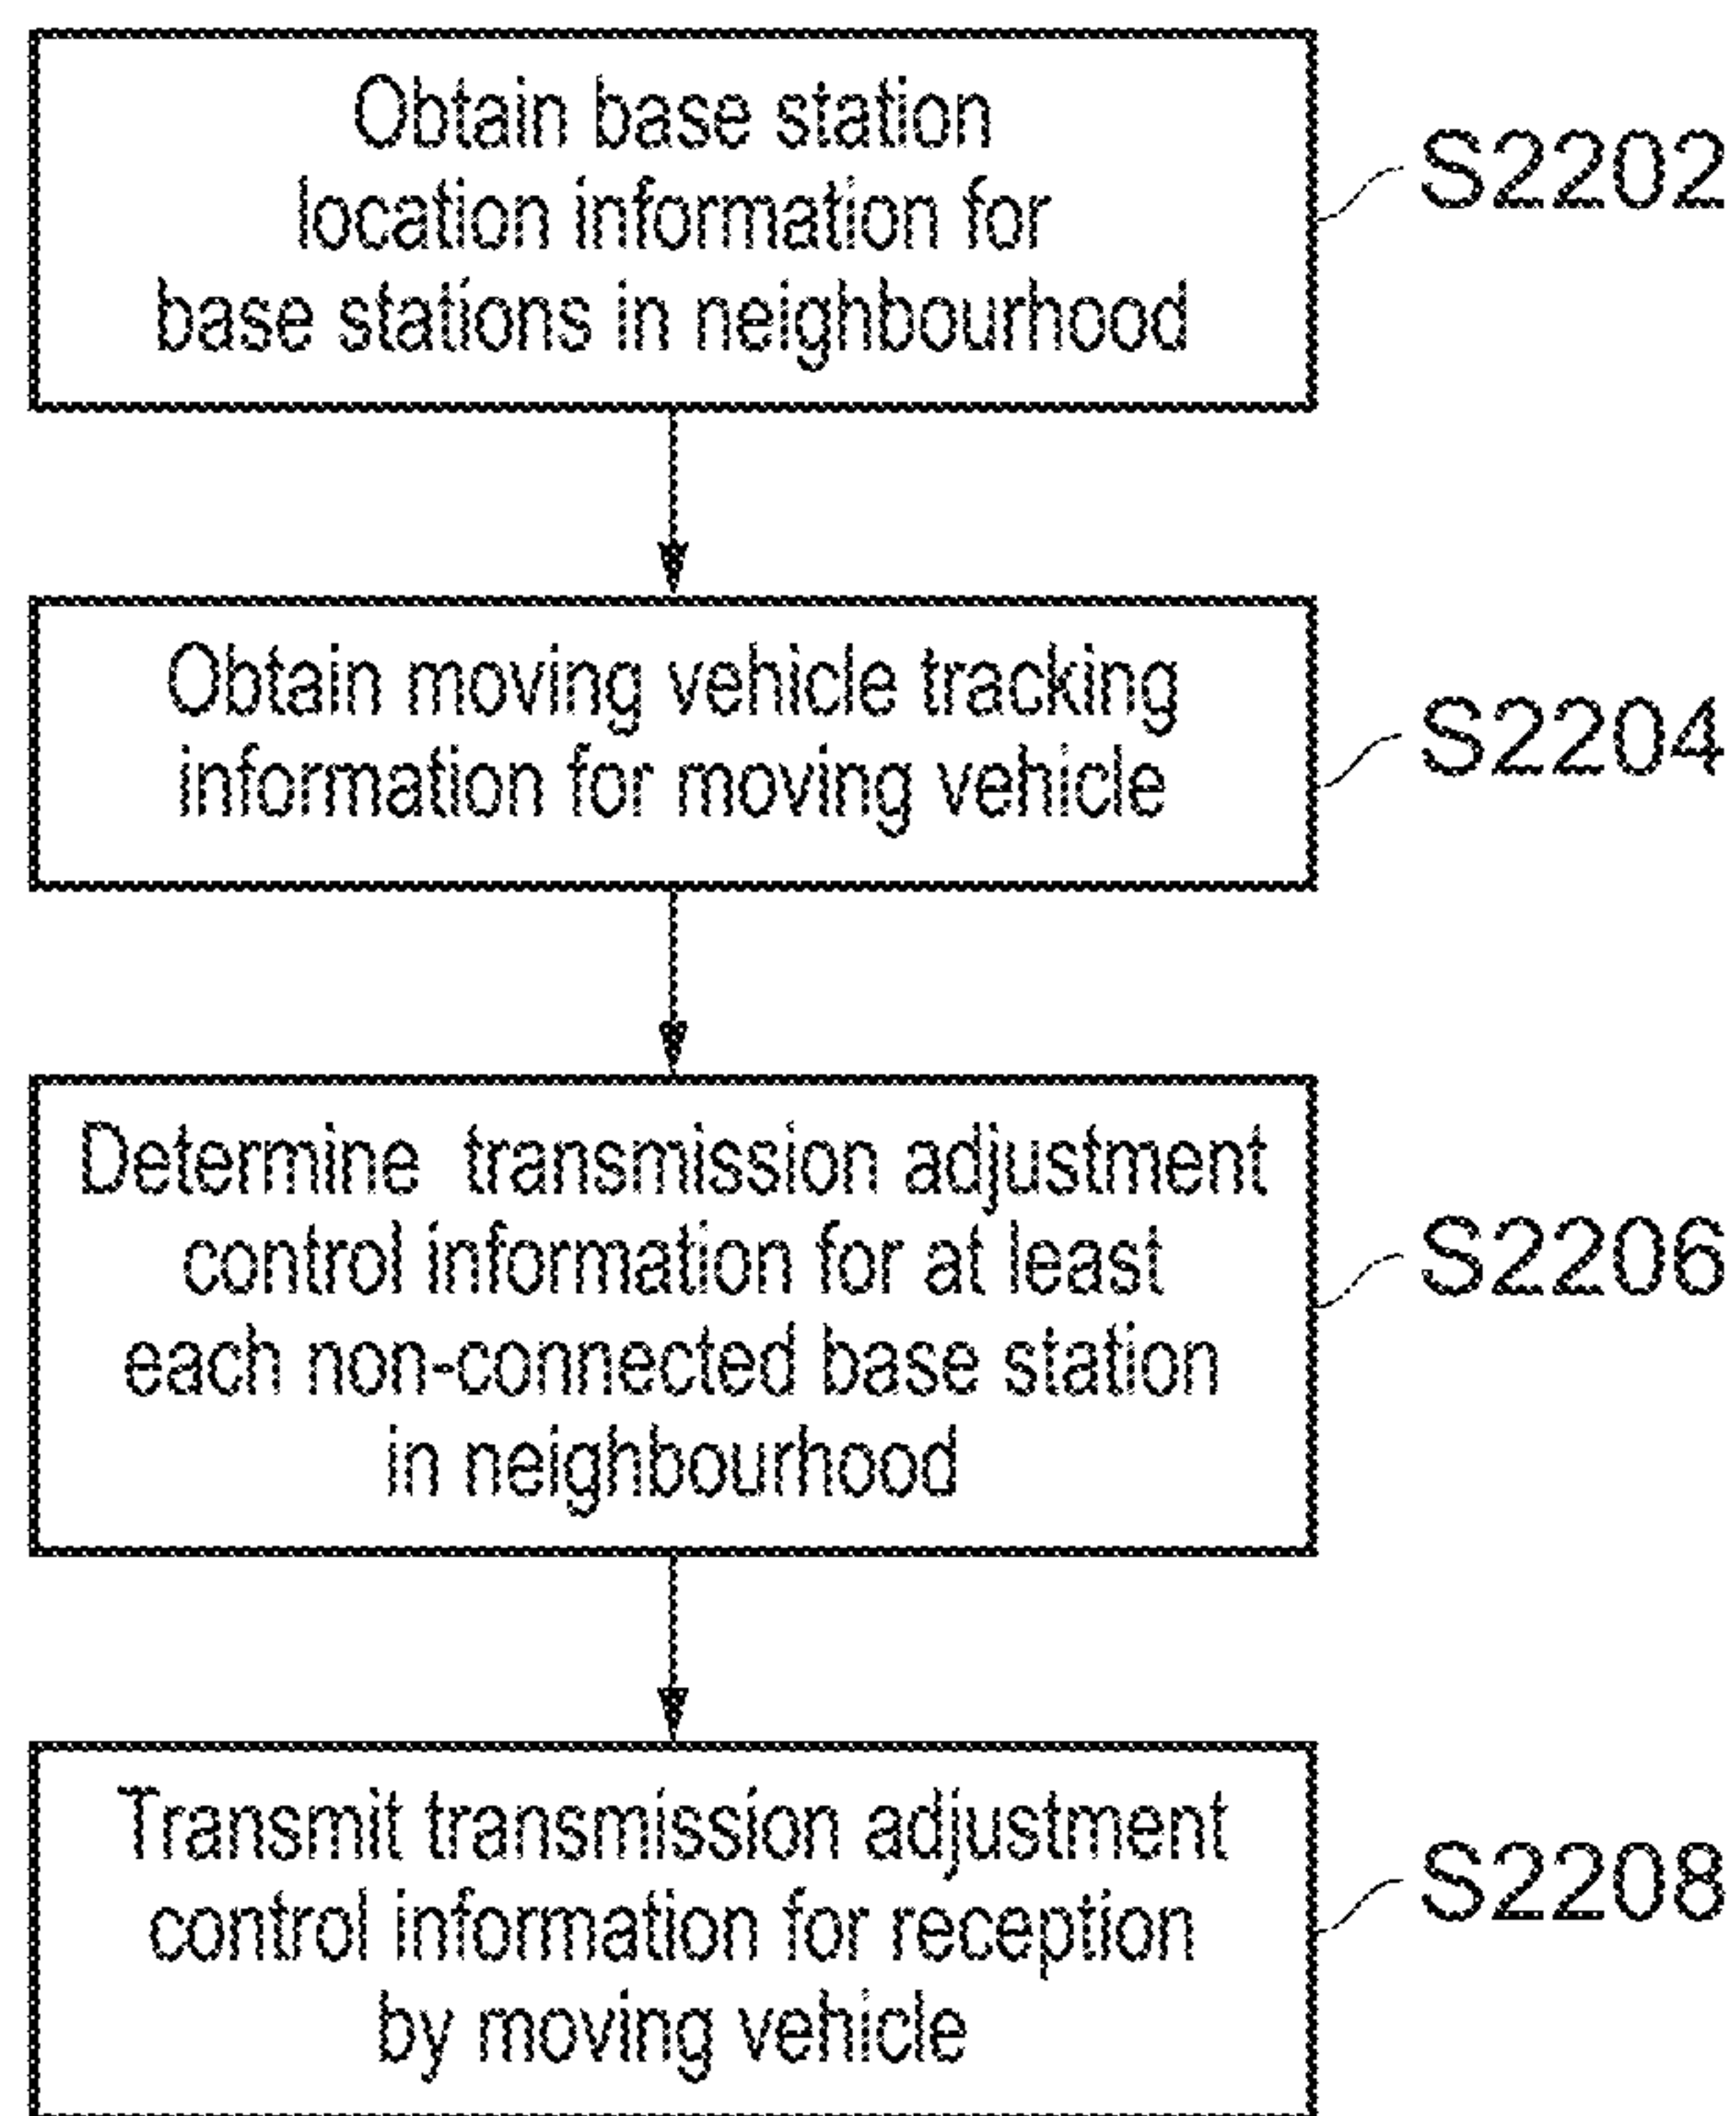 Obtain base station
location information for
base stations in neighbourhood
S2202
Obtain moving vehicle tracking
information for moving vehicle
S2204
Determine transmission adjustment
control information for at least
each non-connected base station
in neighbourhood
S2206
Transmit transmission adjustment
control information for reception
by moving vehicle
S2208